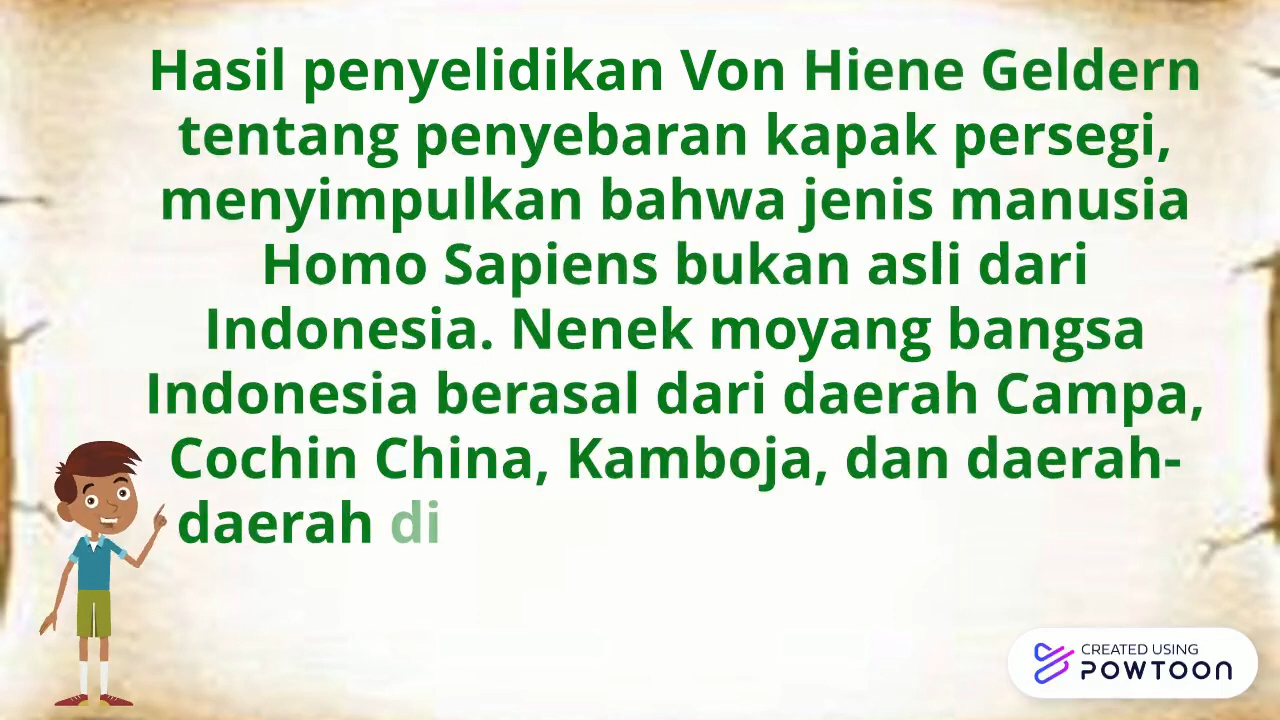 Hasil penyelidikan Von Hiene Geldern
tentang penyebaran kapak persegi,
menyimpulkan bahwa jenis manusia
Homo Sapiens bukan asli dari
Indonesia. Nenek moyang bangsa
Indonesia berasal dari daerah Campa,
Cochin China, Kamboja, dan daerah-
daerah di
CREATED USING
POWTOON